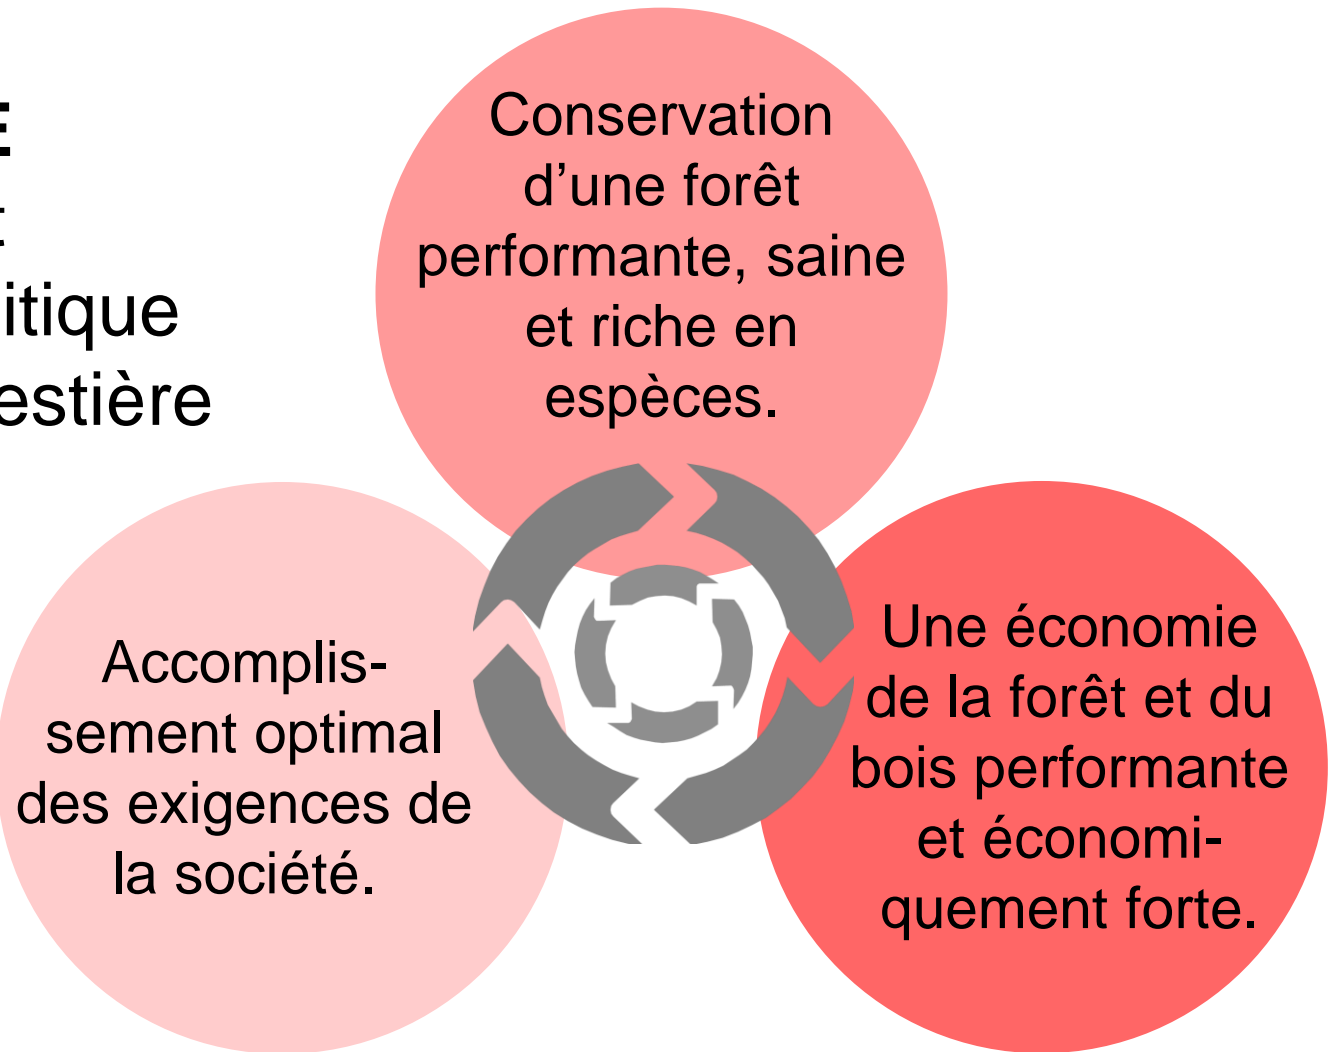 E
t
itique
estière
Conservation
d’une forêt
performante, saine
et riche en
espèces.
Accomplis-
sement optimal
des exigences de
la société.
Une économie
de la forêt et du
bois performante
et économi-
quement forte.